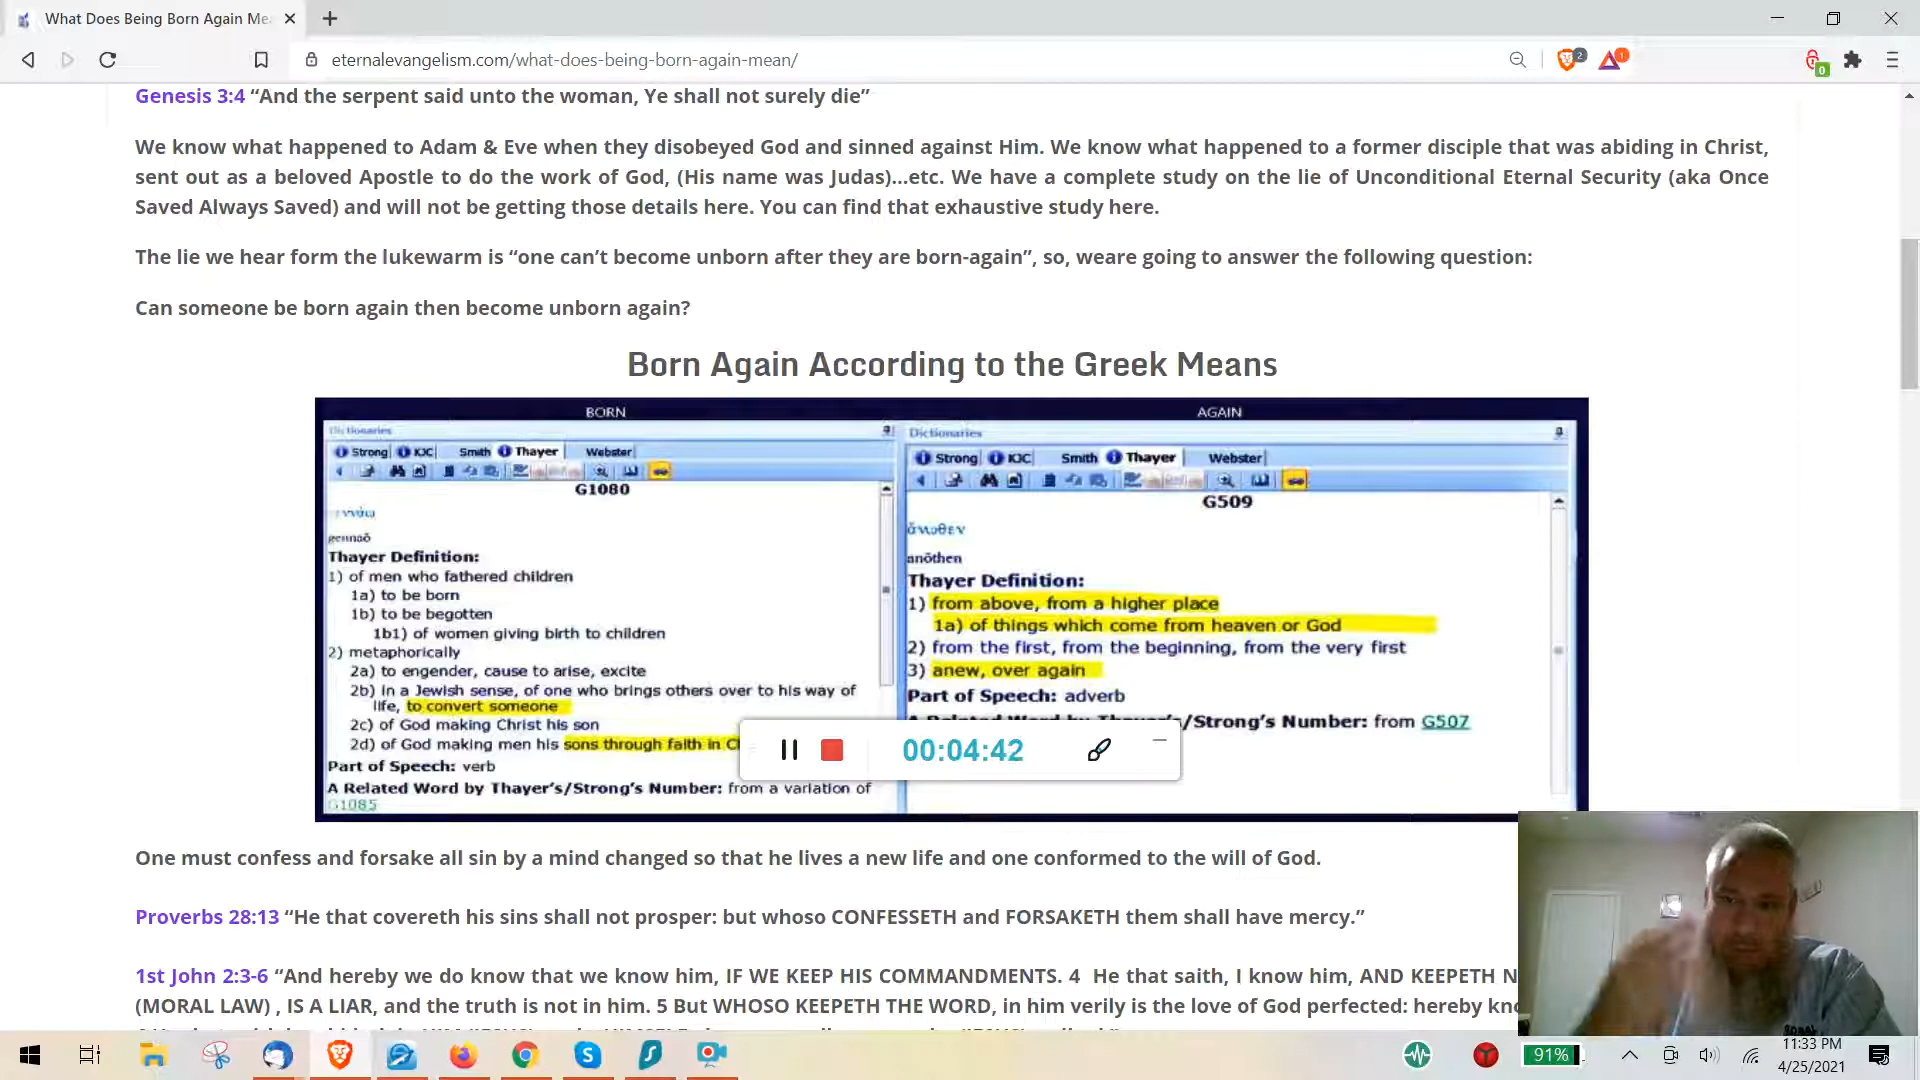 What Does Being Born Again Me
eternalevangelism.com/what-does-being-born-again-mean/
2
1
0
Genesis 3:4 “And the serpent said unto the woman, Ye shall not surely die”
We know what happened to Adam & Eve when they disobeyed God and sinned against Him. We know what happened to a former disciple that was abiding in Christ,
sent out as a beloved Apostle to do the work of God, (His name was Judas)…etc. We have a complete study on the lie of Unconditional Eternal Security (aka Once
Saved Always Saved) and will not be getting those details here. You can find that exhaustive study here.
The lie we hear form the lukewarm is “one can’t become unborn after they are born-again”, so, weare going to answer the following question:
Can someone be born again then become unborn again?
Born Again According to the Greek Means
BORN
Dictionaries
Strong KJC Smith Thayer Webster
G1080
gennaō
Thayer Definition:
1) of men who fathered children
1a) to be born
1b) to be begotten
1b1) of women giving birth to children
2) metaphorically
2a) to engender, cause to arise, excite
2b) in a Jewish sense, of one who brings others over to his way of
life, to convert someone
2c) of God making Christ his son
2d) of God making men his sons through faith in
Part of Speech: verb
A Related Word by Thayer’s/Strong’s Number: from a variation of
G1085
AGAIN
Dictionaries
Strong KJC Smith Thayer Webster
G509
ἄνωθεν
anōthen
Thayer Definition:
1) from above, from a higher place
1a) of things which come from heaven or God
2) from the first, from the beginning, from the very first
3) anew, over again
Part of Speech: adverb
A Related Word by Thayer’s/Strong’s Number: from G507
00:04:42
One must confess and forsake all sin by a mind changed so that he lives a new life and one conformed to the will of God.
Proverbs 28:13 “He that covereth his sins shall not prosper: but whoso CONFESSETH and FORSAKETH them shall have mercy.”
1st John 2:3-6 “And hereby we do know that we know him, IF WE KEEP HIS COMMANDMENTS. 4 He that saith, I know him, AND KEEPETH N
(MORAL LAW) , IS A LIAR, and the truth is not in him. 5 But WHOSO KEEPETH THE WORD, in him verily is the love of God perfected: hereby kn
91%
11:33 PM
4/25/2021